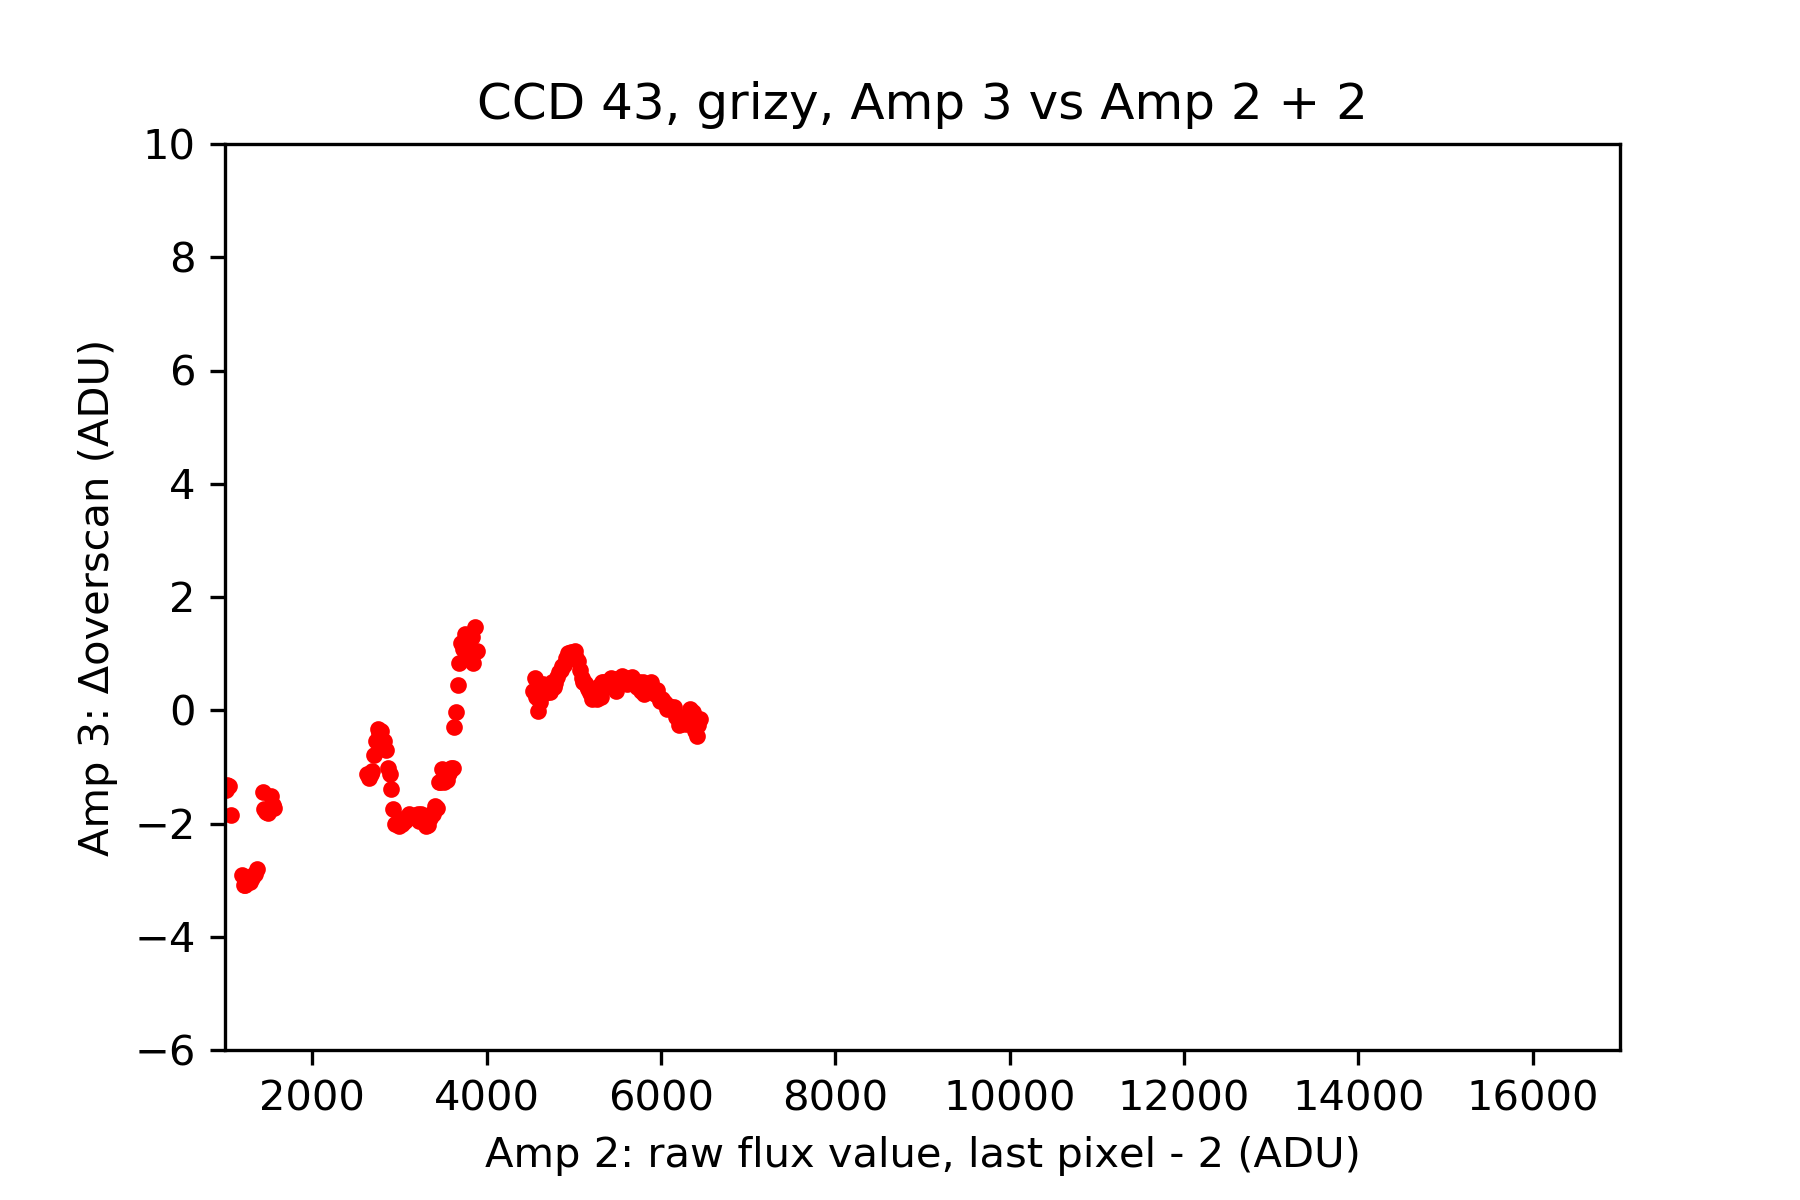 CCD 43, grizy, Amp 3 vs Amp 2 + 2
10
8
6
4
2
0
−2
−4
−6
Amp 3: Δoverscan (ADU)
2000 4000 6000 8000 10000 12000 14000 16000
Amp 2: raw flux value, last pixel - 2 (ADU)